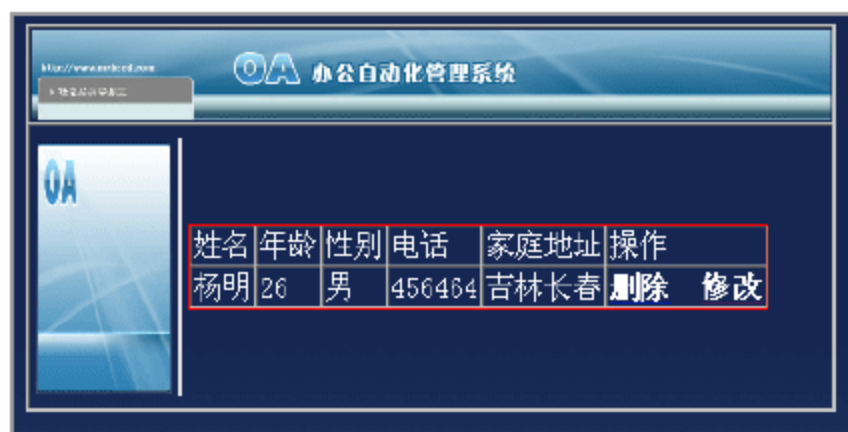 OA 办公自动化管理系统
OA
姓名 年龄 性别 电话 家庭地址 操作
杨明 26 男 456464 吉林长春 删除 修改